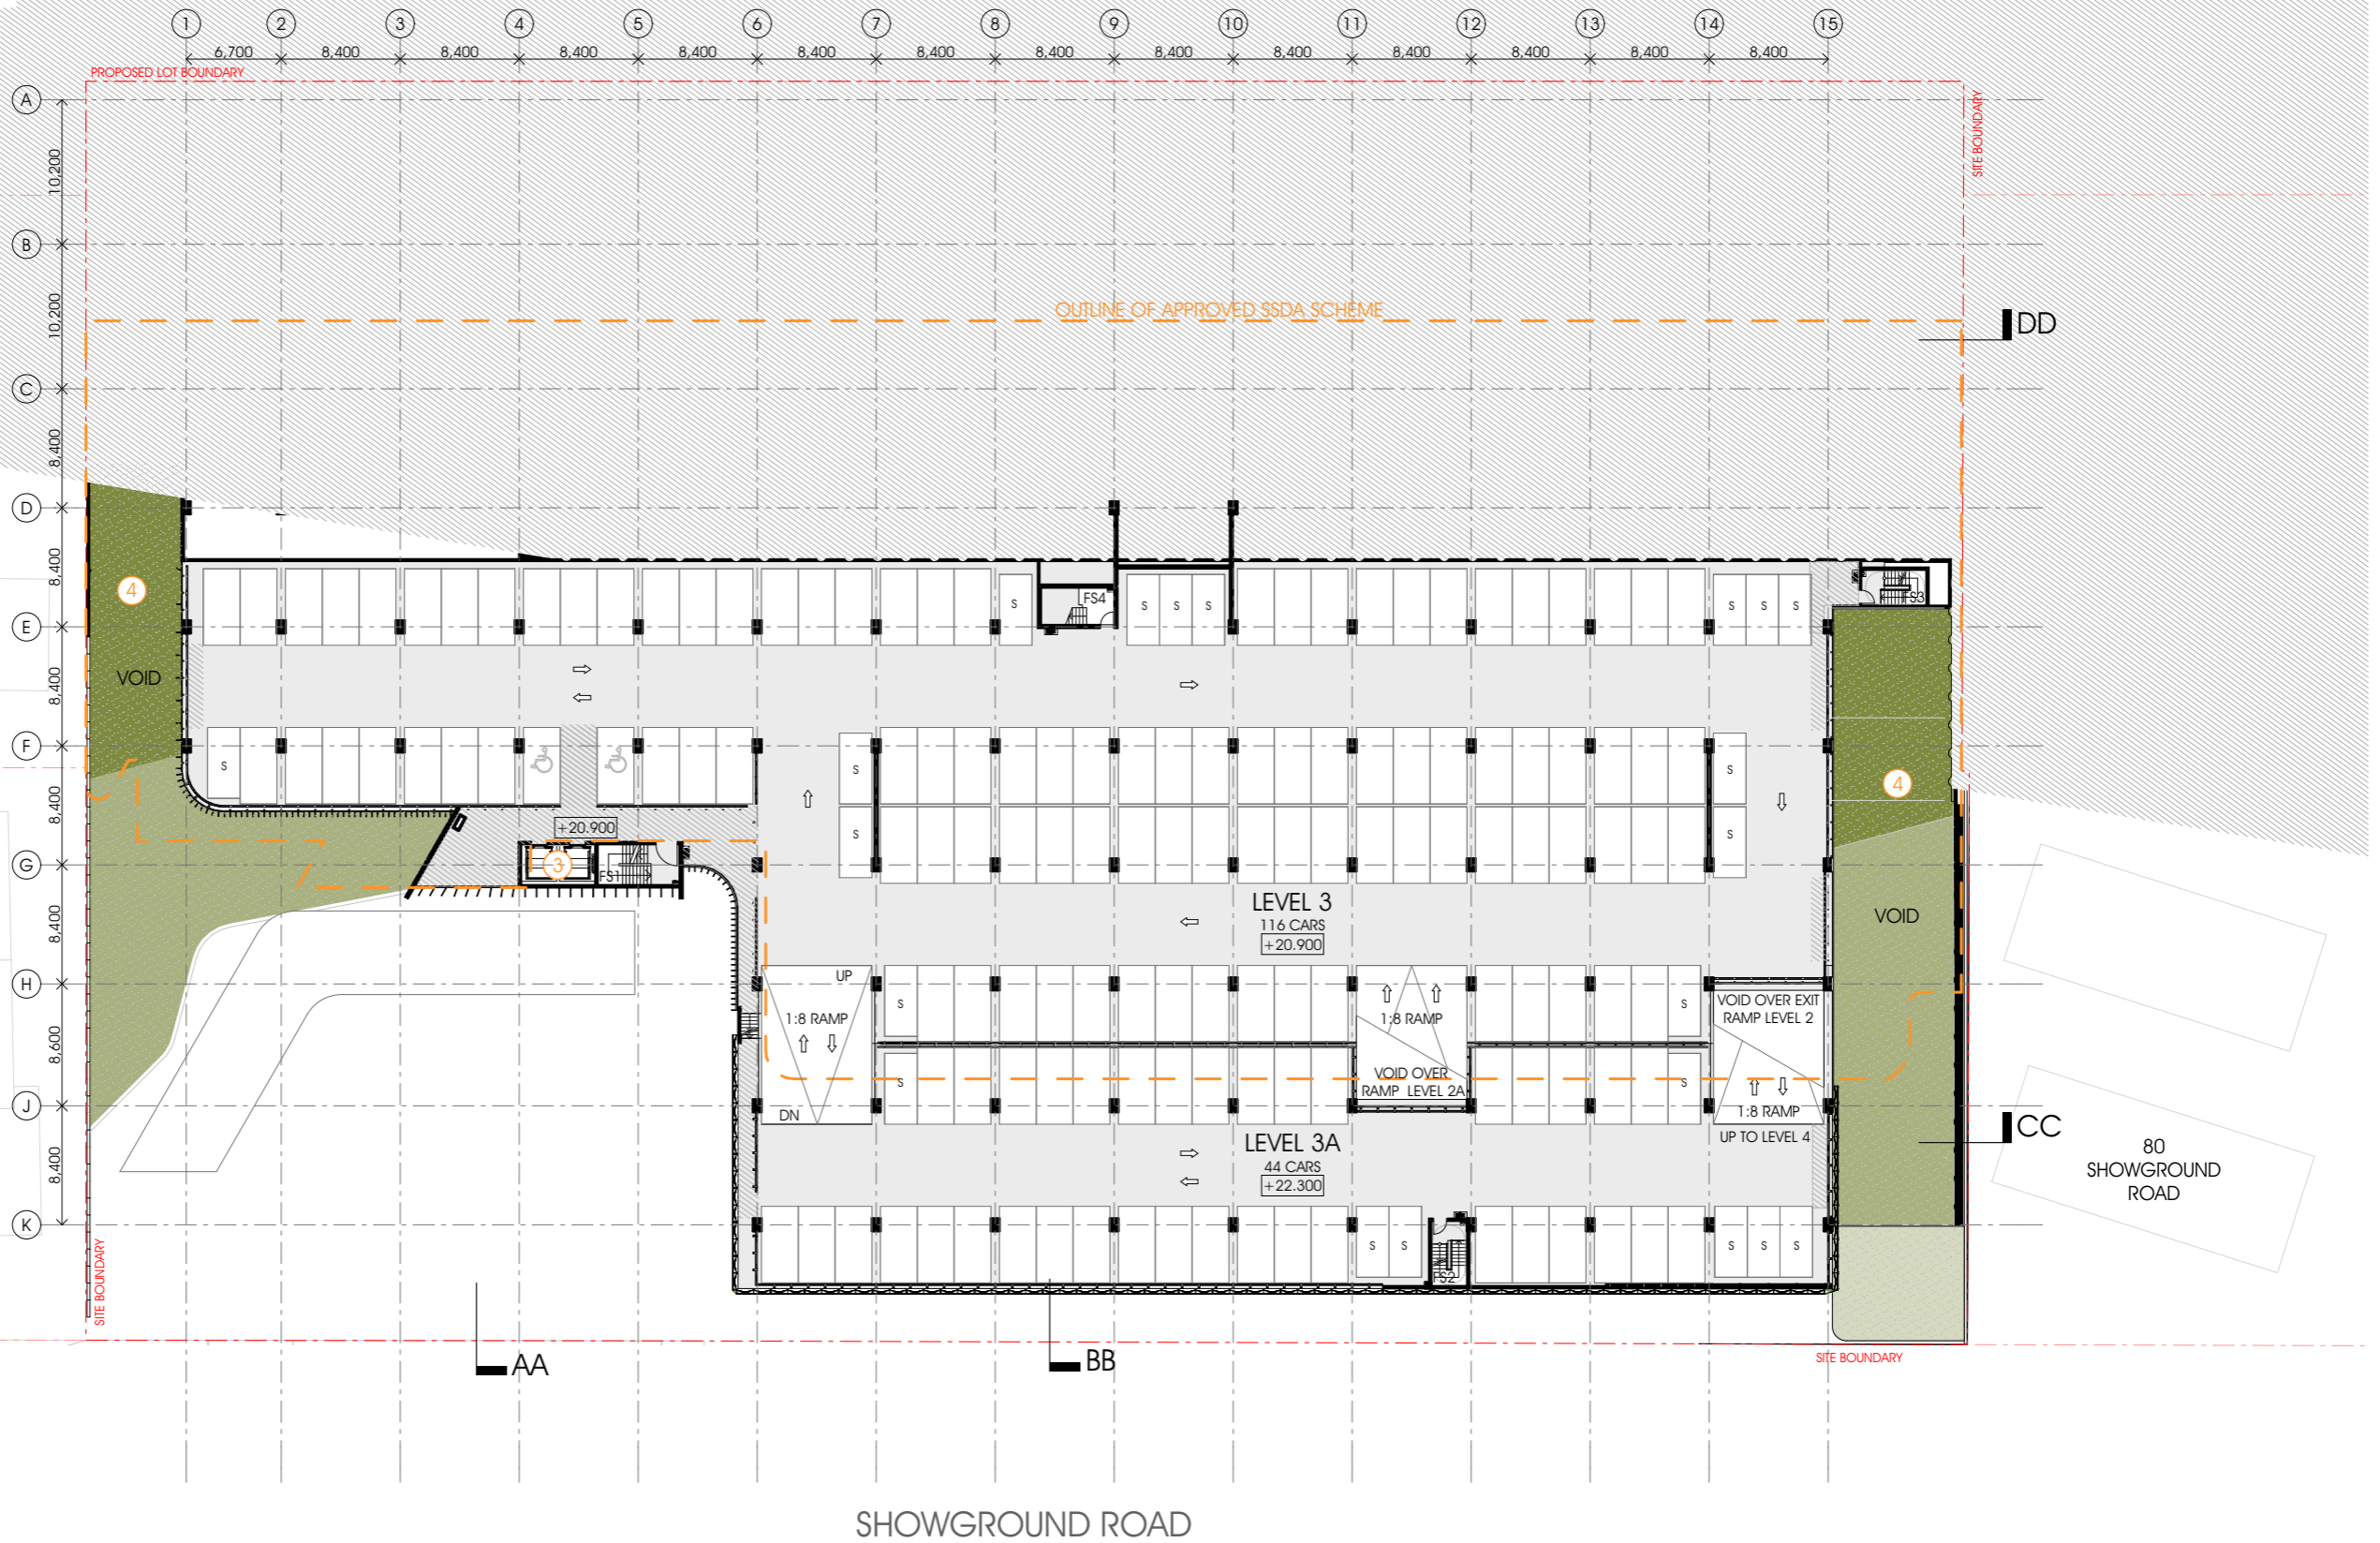 1 2 3 4 5 6 7 8 9 10 11 12 13 14 15
6,700 8,400 8,400 8,400 8,400 8,400 8,400 8,400 8,400 8,400 8,400 8,400 8,400 8,400
PROPOSED LOT BOUNDARY
SITE BOUNDARY
A
10,200
B
10,200
OUTLINE OF APPROVED SSDA SCHEME
DD
C
8,400
D
8,400
4
S
FS4
S S S
S S S
FS3
E
VOID
8,400
F
S
S
S
4
8,400
+20.900
S
S
G
3
FS1
LEVEL 3
116 CARS
+20.900
VOID
8,400
H
UP
S
S
1:8 RAMP
1:8 RAMP
VOID OVER EXIT
RAMP LEVEL 2
8,600
S
VOID OVER
RAMP LEVEL 2A
S
J
DN
1:8 RAMP
UP TO LEVEL 4
LEVEL 3A
44 CARS
+22.300
CC
80
SHOWGROUND
ROAD
8,400
K
S S
FS2
S S S
SITE BOUNDARY
SITE BOUNDARY
AA
BB
SHOWGROUND ROAD